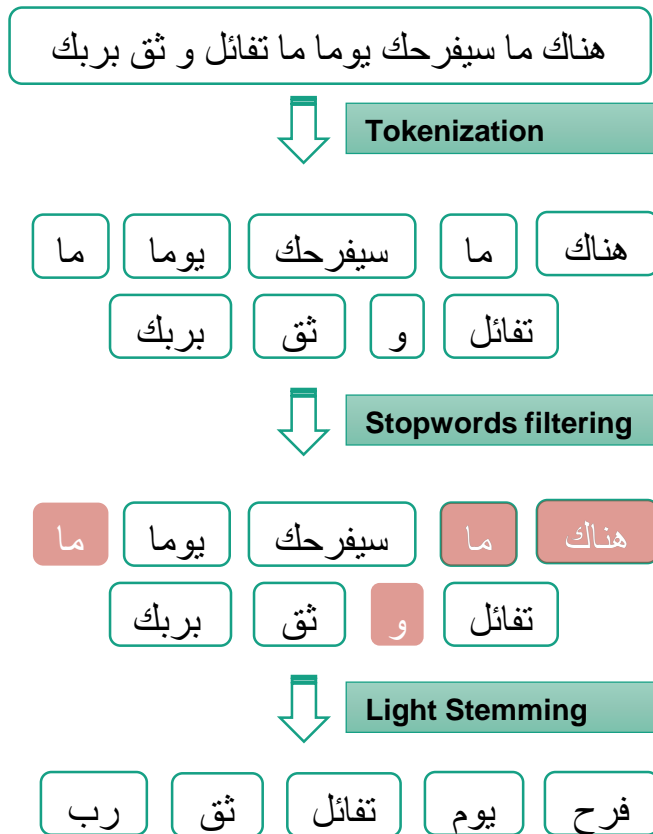 هناك ما سيفرحك يوما ما تفائل و ثق بربك
Tokenization
هناك ما سيفرحك يوما ما
تفائل و ثق بربك
Stopwords filtering
هناك ما سيفرحك يوما ما
تفائل و ثق بربك
Light Stemming
فرح يوم تفائل ثق رب